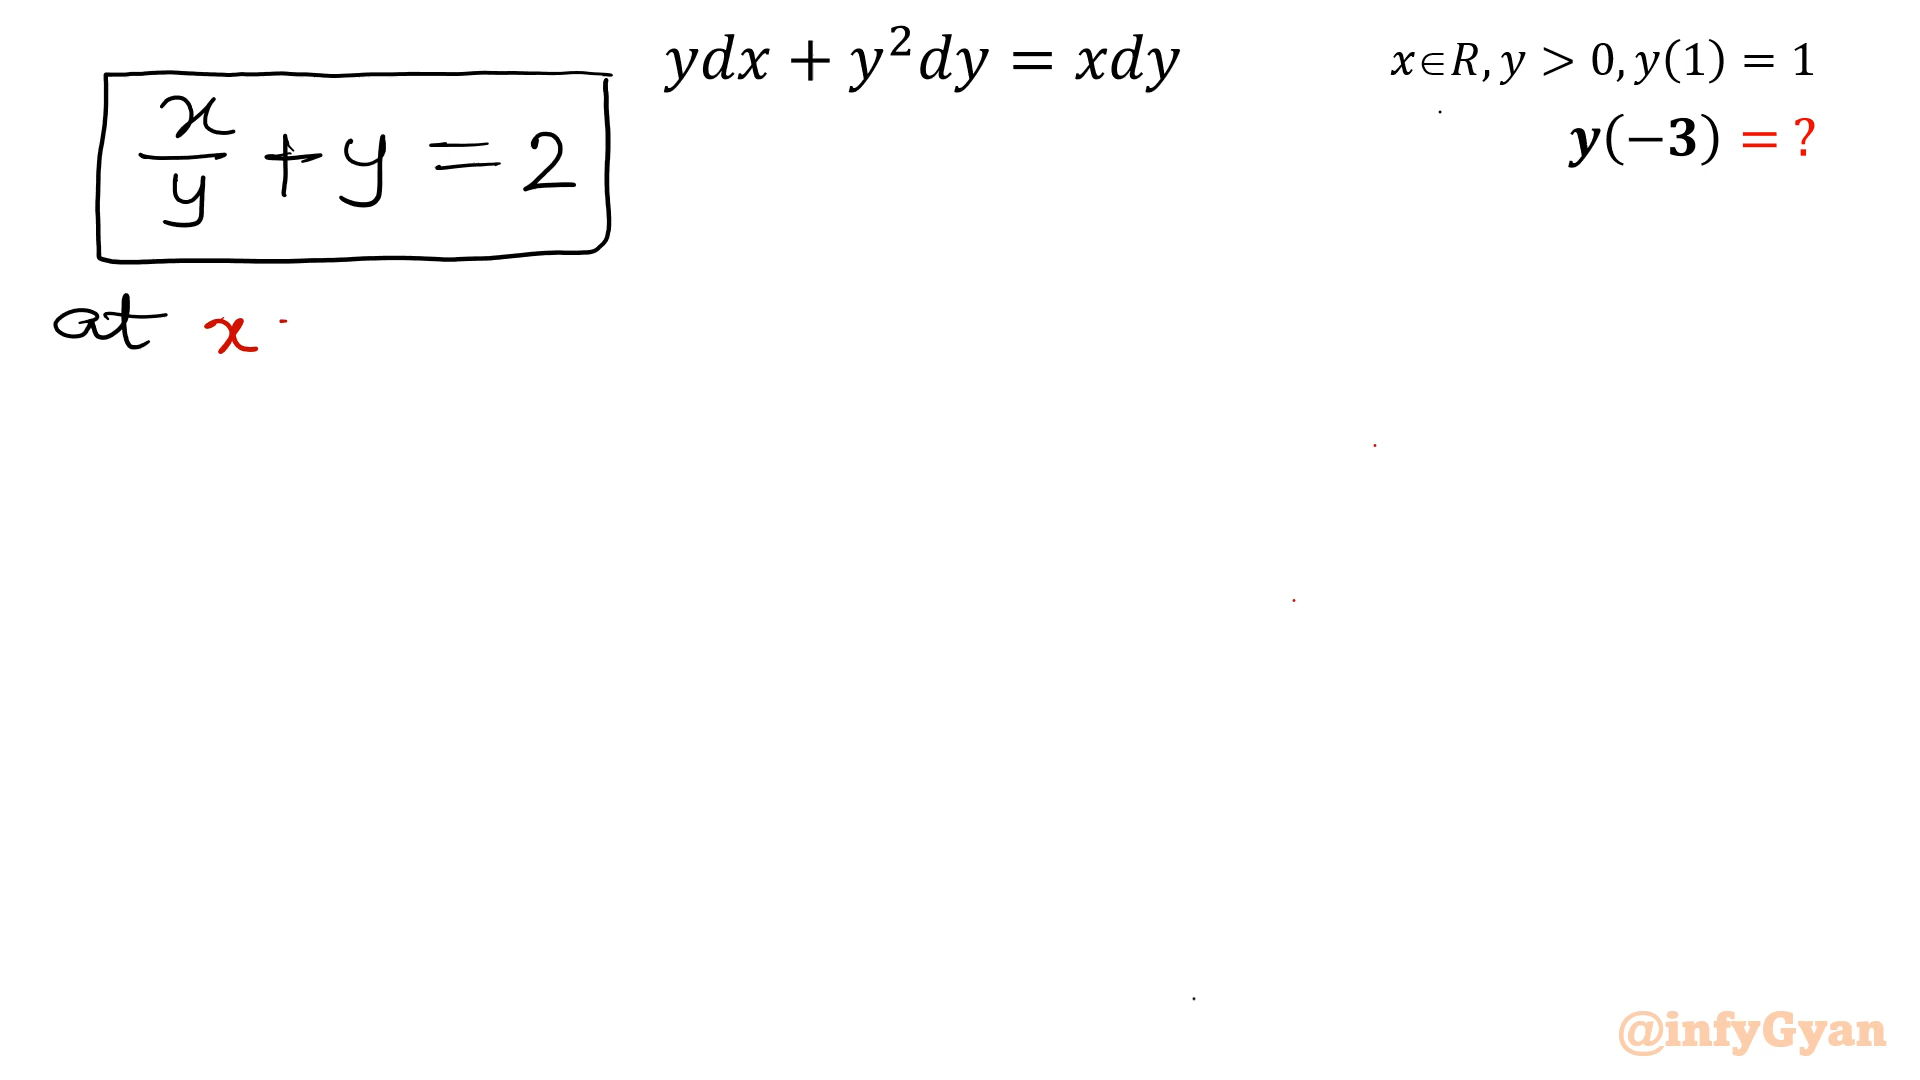 ydx + y²dy = xdy
x∈R, y > 0, y(1) = 1
y(−3) = ?
x/y + y = 2
at x -
@infyGyan